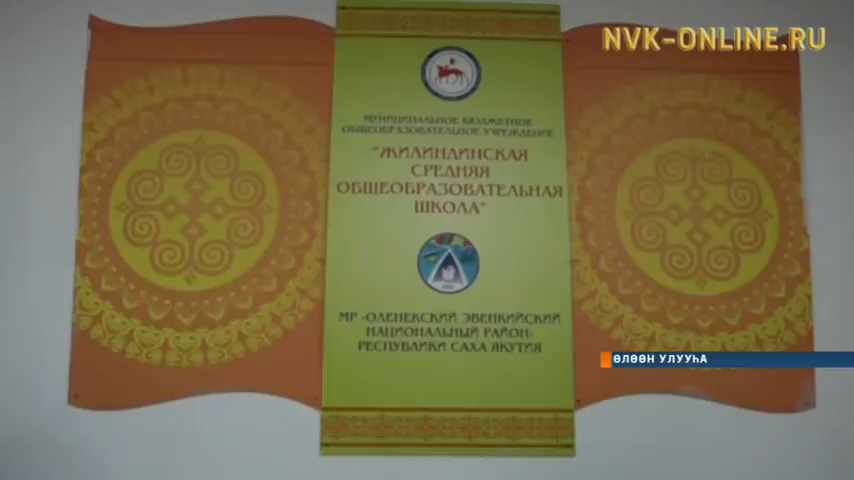 NVK-ONLINE.RU
МУНИЦИПАЛЬНОЕ БЮДЖЕТНОЕ
ОБЩЕОБРАЗОВАТЕЛЬНОЕ УЧРЕЖДЕНИЕ
"ЖИЛИНДИНСКАЯ
СРЕДНЯЯ
ОБЩЕОБРАЗОВАТЕЛЬНАЯ
ШКОЛА"
МР «ОЛЕНЕКСКИЙ ЭВЕНКИЙСКИЙ
НАЦИОНАЛЬНЫЙ РАЙОН»
РЕСПУБЛИКИ САХА ЯКУТИЯ
ӨЛӨӨН УЛУУҺА